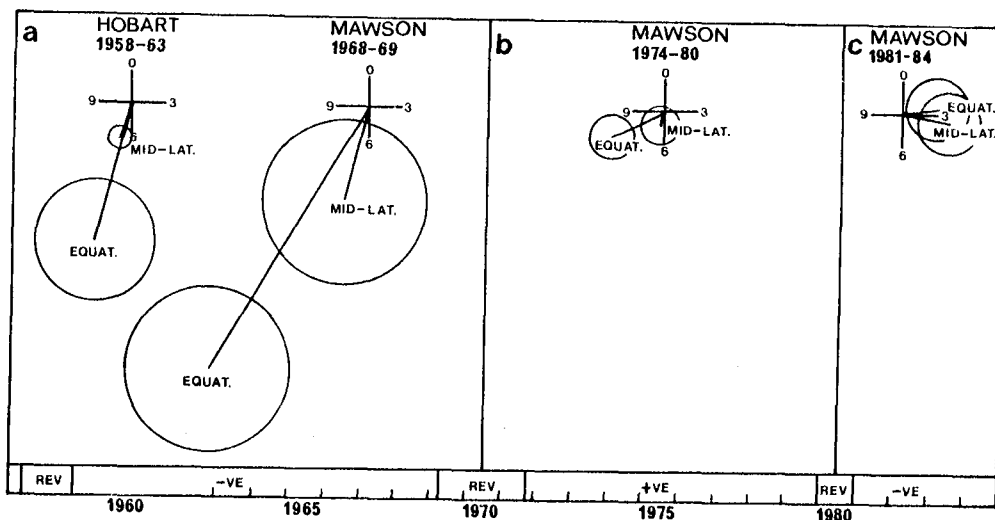 a
HOBART
1958-63
0
9
3
6
MID-LAT.
EQUAT.
MAWSON
1968-69
0
9
3
6
MID-LAT.
EQUAT.
b
MAWSON
1974-80
0
9
3
MID-LAT.
EQUAT.
6
c
MAWSON
1981-84
0
EQUAT.
9
3
MID-LAT.
6
REV -VE REV +VE REV -VE
1960 1965 1970 1975 1980